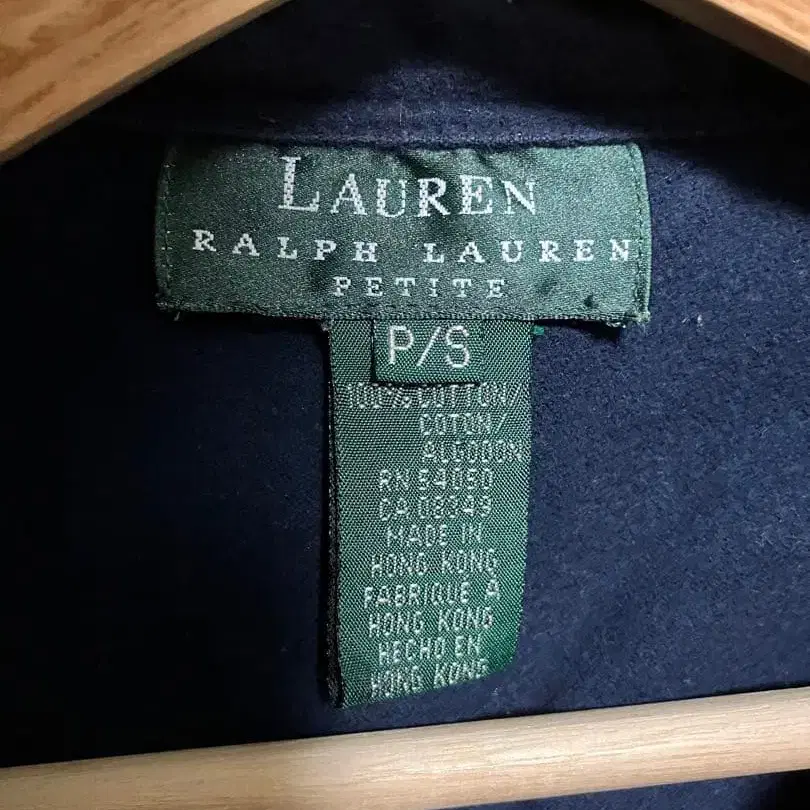 LAUREN
RALPH LAUREN
PETITE
P/S
100% COTTON/
COTON/
ALGODON
RN 54050
CA 02349
MADE IN
HONG KONG
FABRIQUE A
HONG KONG
HECHO EN
HONG KONG